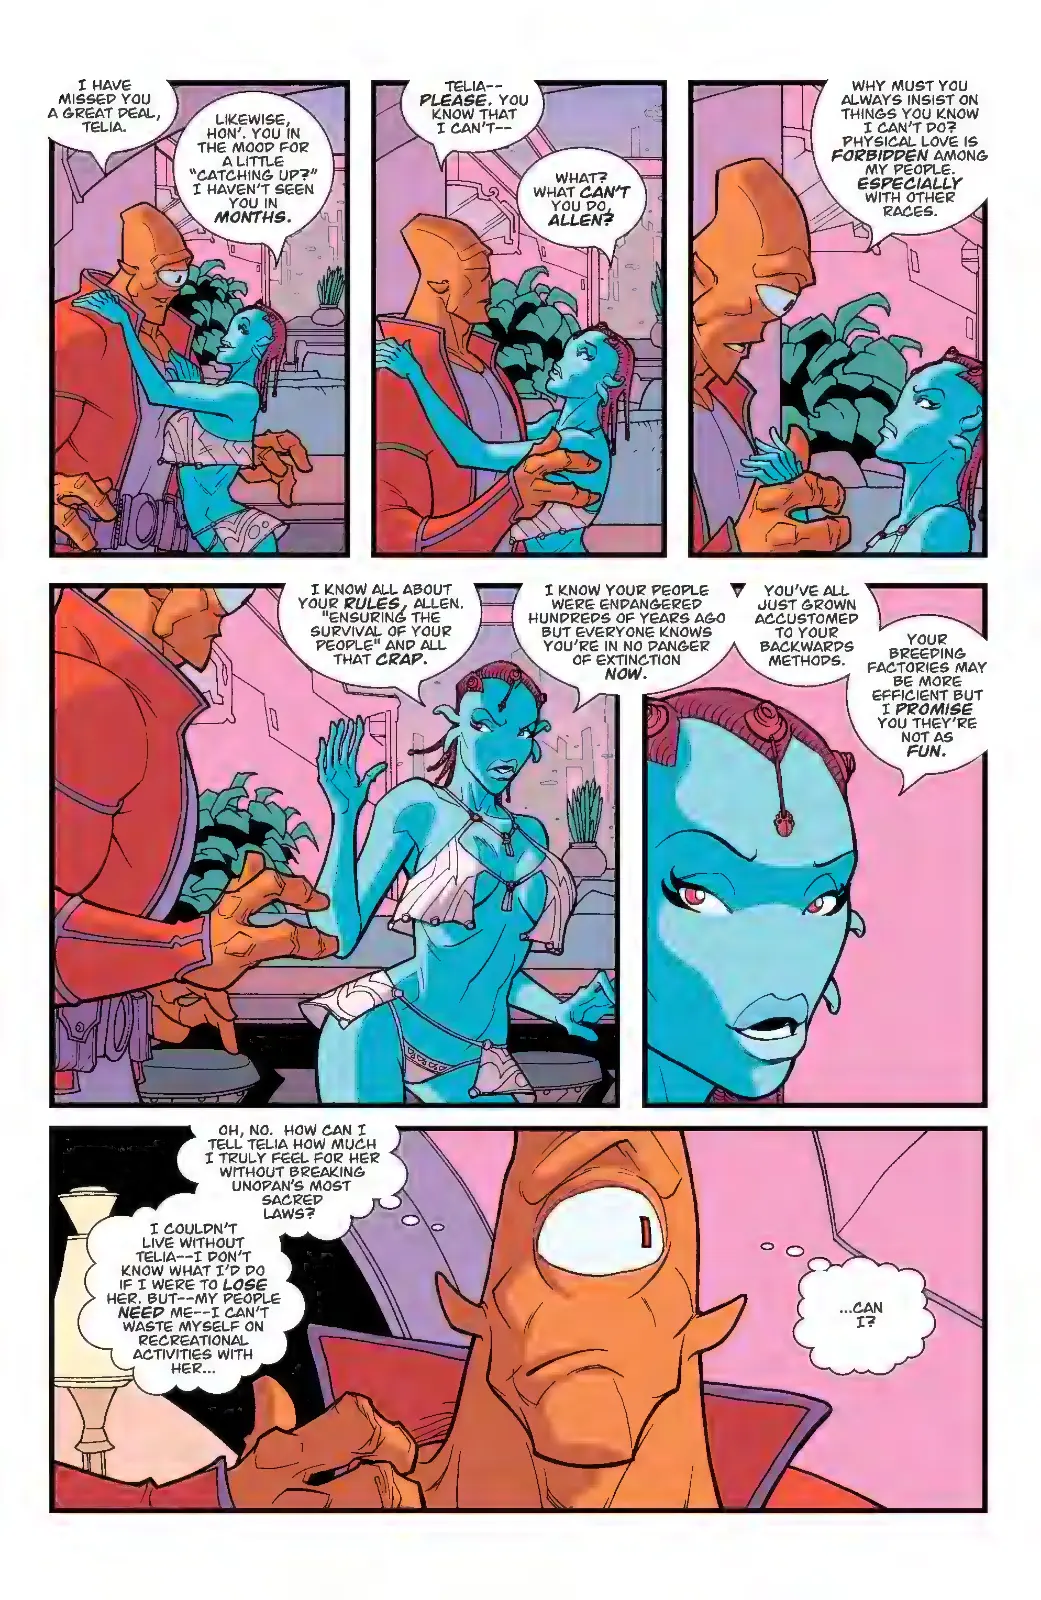 I HAVE
MISSED YOU
A GREAT DEAL,
TELIA.
LIKEWISE,
HON'. YOU IN
THE MOOD FOR
A LITTLE
"CATCHING UP?"
I HAVEN'T SEEN
YOU IN
MONTHS.
TELIA--
PLEASE. YOU
KNOW THAT
I CAN'T--
WHAT?
WHAT CAN'T
YOU DO,
ALLEN?
WHY MUST YOU
ALWAYS INSIST ON
THINGS YOU KNOW
I CAN'T DO?
PHYSICAL LOVE IS
FORBIDDEN AMONG
MY PEOPLE.
ESPECIALLY
WITH OTHER
RACES.
I KNOW ALL ABOUT
YOUR RULES, ALLEN.
"ENSURING THE
SURVIVAL OF YOUR
PEOPLE" AND ALL
THAT CRAP.
I KNOW YOUR PEOPLE
WERE ENDANGERED
HUNDREDS OF YEARS AGO
BUT EVERYONE KNOWS
YOU'RE IN NO DANGER
OF EXTINCTION
NOW.
YOU'VE ALL
JUST GROWN
ACCUSTOMED
TO YOUR
BACKWARDS
METHODS.
YOUR
BREEDING
FACTORIES MAY
BE MORE
EFFICIENT BUT
I PROMISE
YOU THEY'RE
NOT AS
FUN.
OH, NO. HOW CAN I
TELL TELIA HOW MUCH
I TRULY FEEL FOR HER
WITHOUT BREAKING
UNOPAN'S MOST
SACRED
LAWS?
I COULDN'T
LIVE WITHOUT
TELIA--I DON'T
KNOW WHAT I'D DO
IF I WERE TO LOSE
HER. BUT--MY PEOPLE
NEED ME--I CAN'T
WASTE MYSELF ON
RECREATIONAL
ACTIVITIES WITH
HER...
...CAN
I?